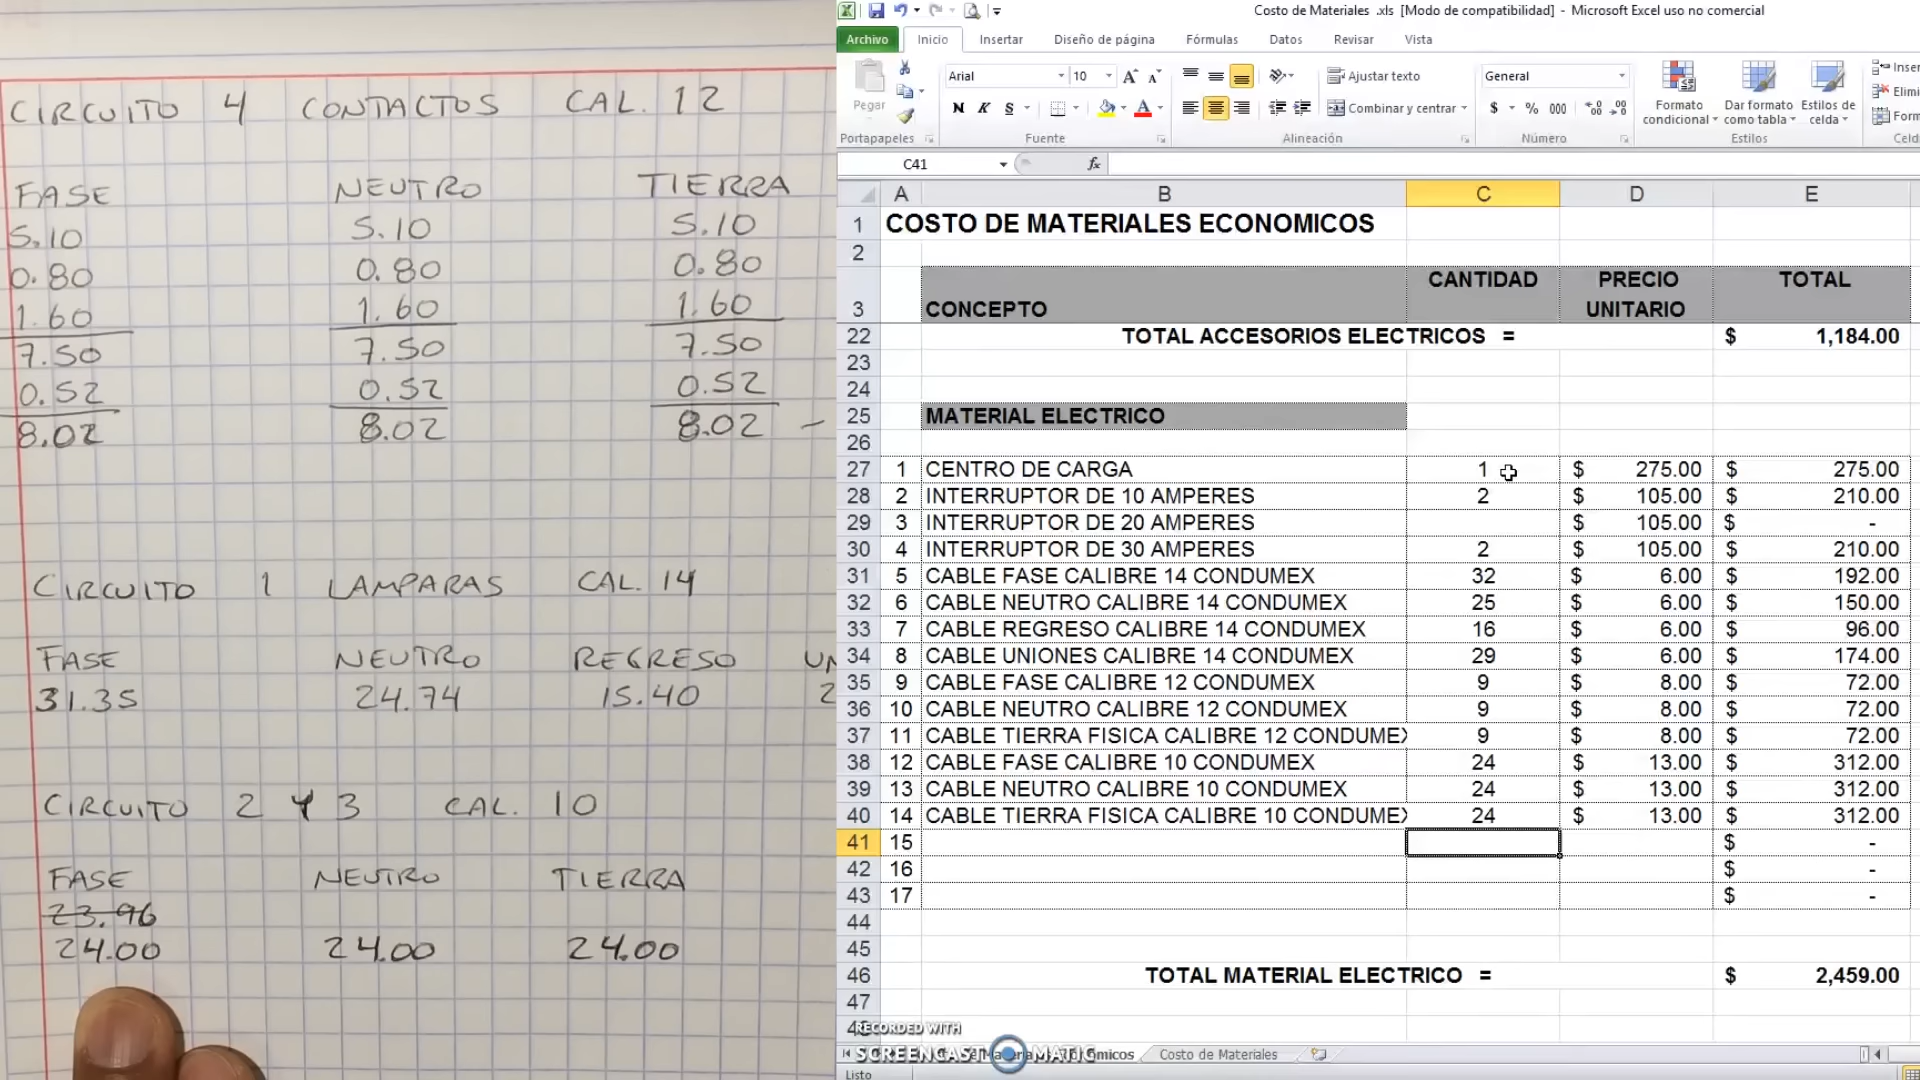 CIRCUITO 4 CONTACTOS CAL. 12
FASE NEUTRO TIERRA
5.10 5.10 5.10
0.80 0.80 0.80
1.60 1.60 1.60
7.50 7.50 7.50
0.52 0.52 0.52
8.02 8.02 8.02 -
CIRCUITO 1 LAMPARAS CAL. 14
FASE NEUTRO REGRESO UN
31.35 24.74 15.40 2
CIRCUITO 2 Y 3 CAL. 10
FASE NEUTRO TIERRA
23.96
24.00 24.00 24.00
Costo de Materiales .xls [Modo de compatibilidad] - Microsoft Excel uso no comercial
Archivo Inicio Insertar Diseño de página Fórmulas Datos Revisar Vista
Arial 10 A A Ajustar texto General Inser
Pegar N K S A Combinar y centrar $ % 000 Formato condicional Dar formato como tabla Estilos de celda Elimi Form
Portapapeles Fuente Alineación Número Estilos Celd
C41 fx
A B C D E
1 COSTO DE MATERIALES ECONOMICOS
2
3 CONCEPTO CANTIDAD PRECIO UNITARIO TOTAL
22 TOTAL ACCESORIOS ELECTRICOS = $ 1,184.00
23
24
25 MATERIAL ELECTRICO
26
27 1 CENTRO DE CARGA 1 $ 275.00 $ 275.00
28 2 INTERRUPTOR DE 10 AMPERES 2 $ 105.00 $ 210.00
29 3 INTERRUPTOR DE 20 AMPERES $ 105.00 $ -
30 4 INTERRUPTOR DE 30 AMPERES 2 $ 105.00 $ 210.00
31 5 CABLE FASE CALIBRE 14 CONDUMEX 32 $ 6.00 $ 192.00
32 6 CABLE NEUTRO CALIBRE 14 CONDUMEX 25 $ 6.00 $ 150.00
33 7 CABLE REGRESO CALIBRE 14 CONDUMEX 16 $ 6.00 $ 96.00
34 8 CABLE UNIONES CALIBRE 14 CONDUMEX 29 $ 6.00 $ 174.00
35 9 CABLE FASE CALIBRE 12 CONDUMEX 9 $ 8.00 $ 72.00
36 10 CABLE NEUTRO CALIBRE 12 CONDUMEX 9 $ 8.00 $ 72.00
37 11 CABLE TIERRA FISICA CALIBRE 12 CONDUMEX 9 $ 8.00 $ 72.00
38 12 CABLE FASE CALIBRE 10 CONDUMEX 24 $ 13.00 $ 312.00
39 13 CABLE NEUTRO CALIBRE 10 CONDUMEX 24 $ 13.00 $ 312.00
40 14 CABLE TIERRA FISICA CALIBRE 10 CONDUMEX 24 $ 13.00 $ 312.00
41 15 $ -
42 16 $ -
43 17 $ -
44
45
46 TOTAL MATERIAL ELECTRICO = $ 2,459.00
47
48
RECORDED WITH
SCREENCAST MATIC
Costo de Materiales
Listo